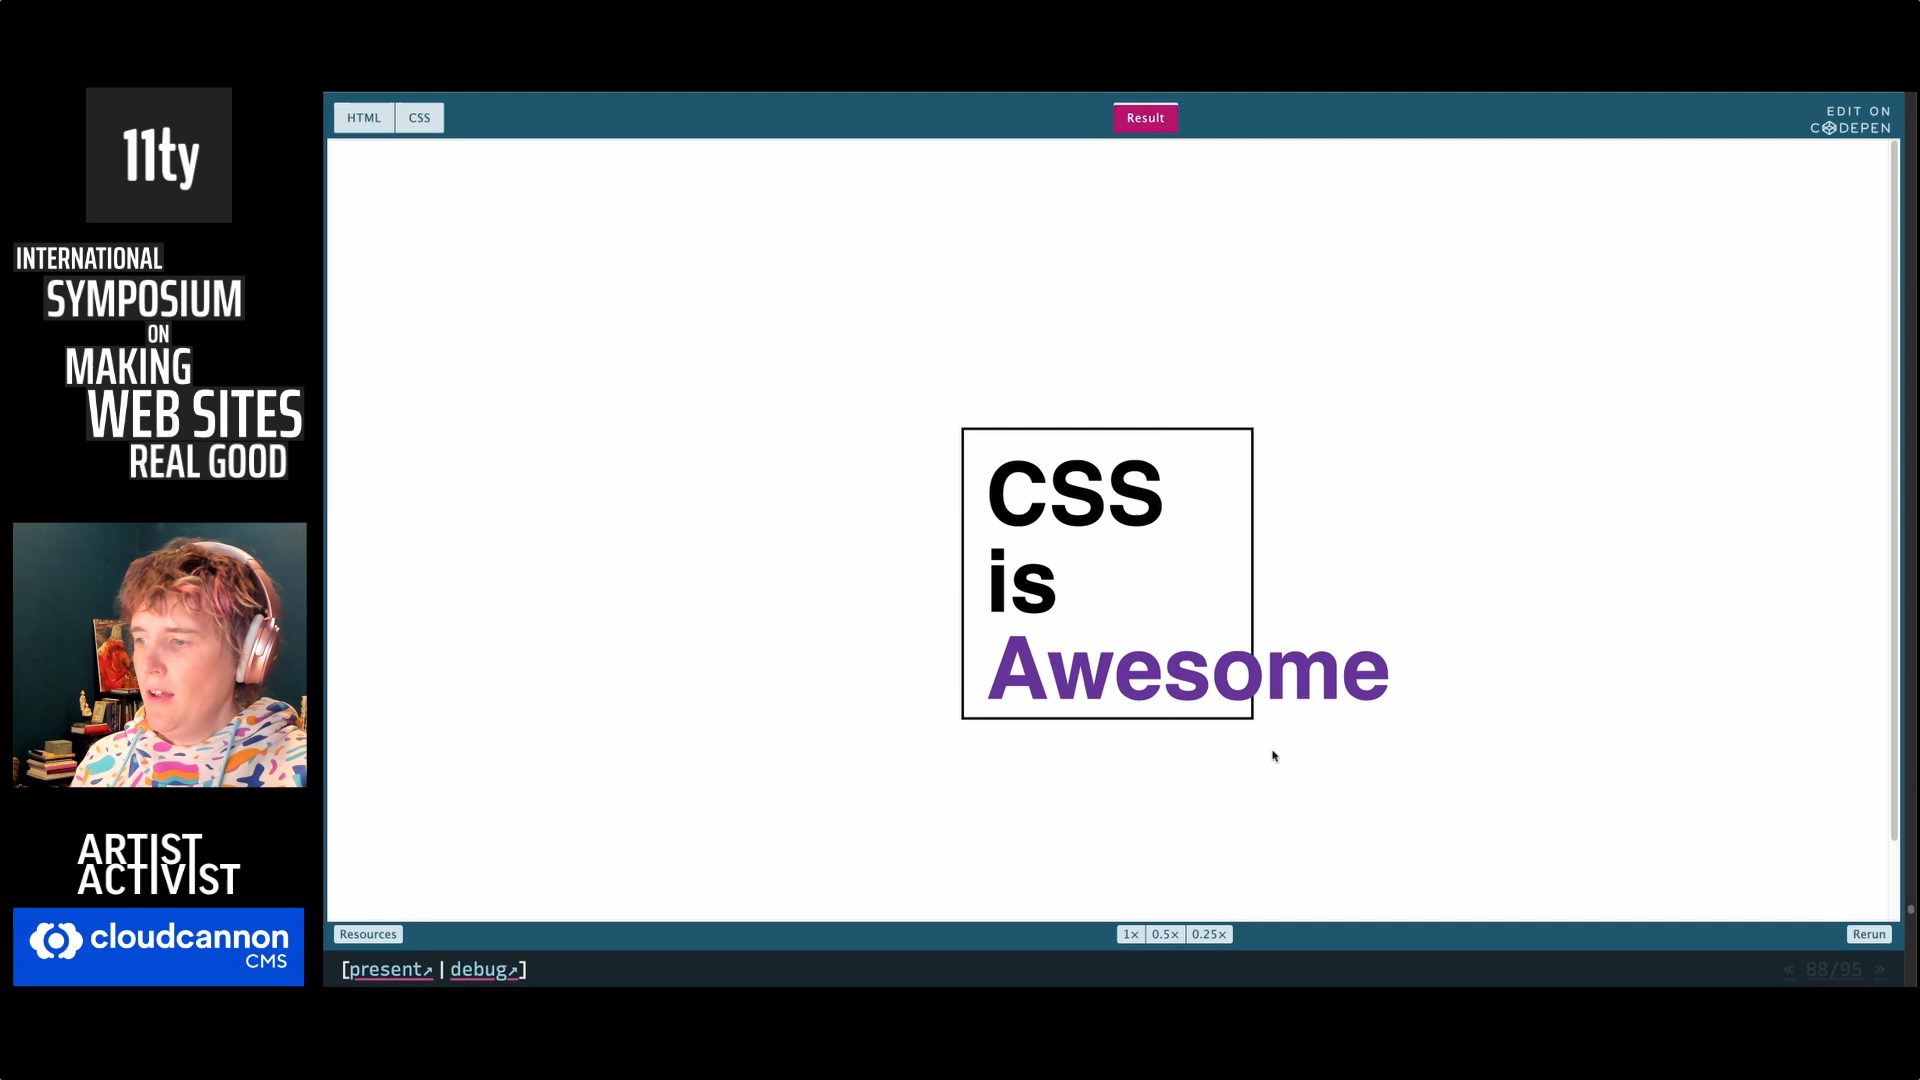 11ty
INTERNATIONAL
SYMPOSIUM
ON
MAKING
WEB SITES
REAL GOOD
ARTIST
ACTIVIST
cloudcannon
CMS
HTML CSS
Result
EDIT ON
CODEPEN
CSS
is
Awesome
Resources
1× 0.5× 0.25×
Rerun
[present↗ | debug↗]
« 88/95 »